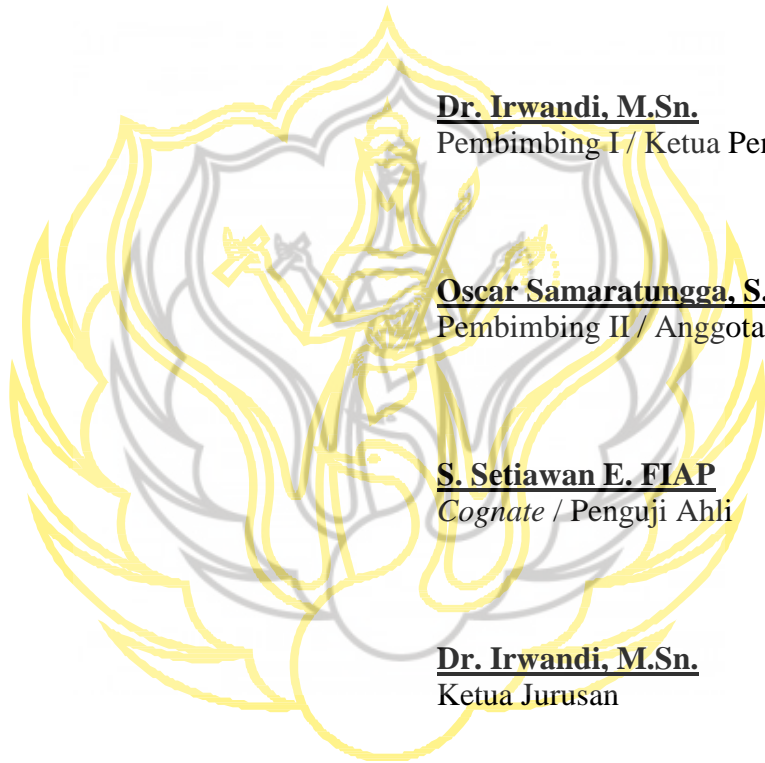 Dr. Irwandi, M.Sn.
Pembimbing I / Ketua
Oscar Samaratungga, S.
Pembimbing II / Anggota
S. Setiawan E. FIAP
Cognate / Penguji Ahli
Dr. Irwandi, M.Sn.
Ketua Jurusan